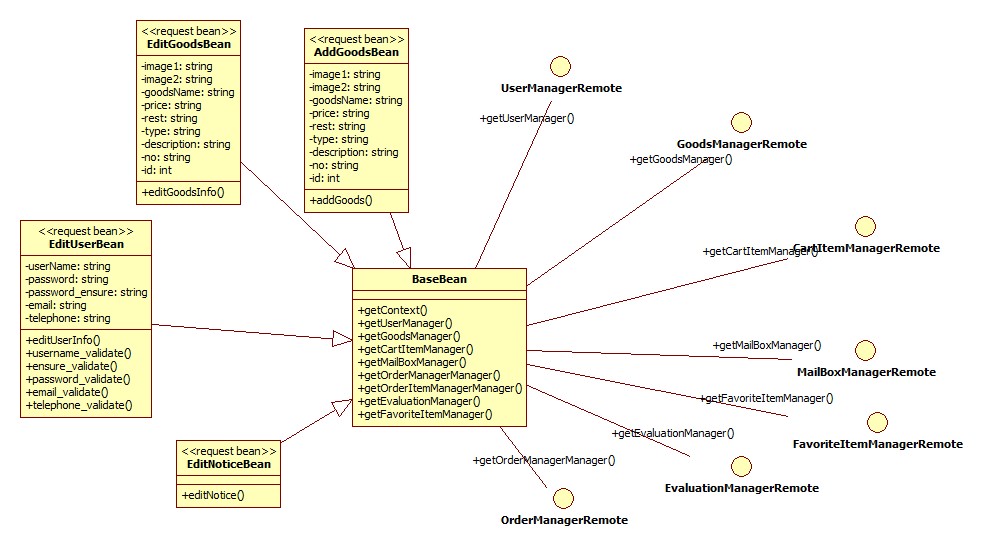 <<request bean>>
EditGoodsBean
-image1: string
-image2: string
-goodsName: string
-price: string
-rest: string
-type: string
-description: string
-no: string
-id: int
+editGoodsInfo()
<<request bean>>
AddGoodsBean
-image1: string
-image2: string
-goodsName: string
-price: string
-rest: string
-type: string
-description: string
-no: string
-id: int
+addGoods()
UserManagerRemote
+getUserManager()
GoodsManagerRemote
+getGoodsManager()
<<request bean>>
EditUserBean
-userName: string
-password: string
-password_ensure: string
-email: string
-telephone: string
+editUserInfo()
+username_validate()
+ensure_validate()
+password_validate()
+email_validate()
+telephone_validate()
BaseBean
+getContext()
+getUserManager()
+getGoodsManager()
+getCartItemManager()
+getMailBoxManager()
+getOrderManagerManager()
+getOrderItemManagerManager()
+getEvaluationManager()
+getFavoriteItemManager()
CartItemManagerRemote
+getCartItemManager()
+getMailBoxManager()
MailBoxManagerRemote
+getFavoriteItemManager()
FavoriteItemManagerRemote
+getEvaluationManager()
EvaluationManagerRemote
+getOrderManagerManager()
OrderManagerRemote
<<request bean>>
EditNoticeBean
+editNotice()